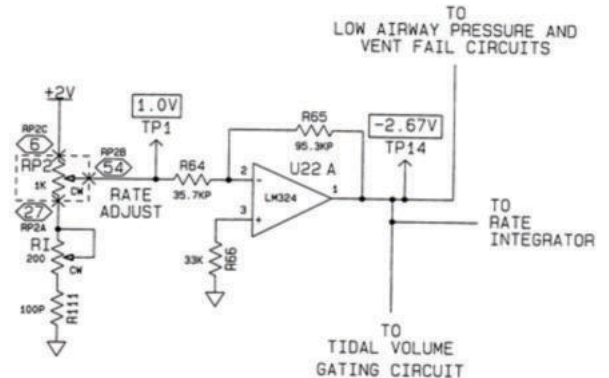 TO
LOW AIRWAY PRESSURE AND
VENT FAIL CIRCUITS
+2V
RP2C
6
1.0V
TP1
R65
95.3KP
-2.67V
TP14
RP2
1K
CW
RP2B
54
RATE
ADJUST
R64
35.7KP
2
-
U22 A
LM324
1
3
+
27
RP2A
RI
200
CW
33K
R66
TO
RATE
INTEGRATOR
100P
R111
TO
TIDAL VOLUME
GATING CIRCUIT